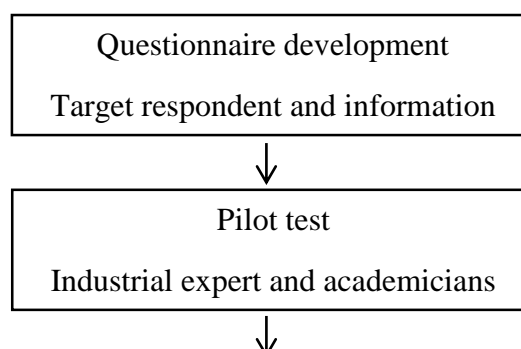 Questionnaire development
Target respondent and information
Pilot test
Industrial expert and academicians